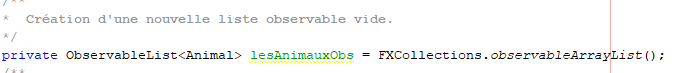 /**
*  Création d'une nouvelle liste observable vide.
*/
private ObservableList<Animal> lesAnimauxObs = FXCollections.observableArrayList();
/**